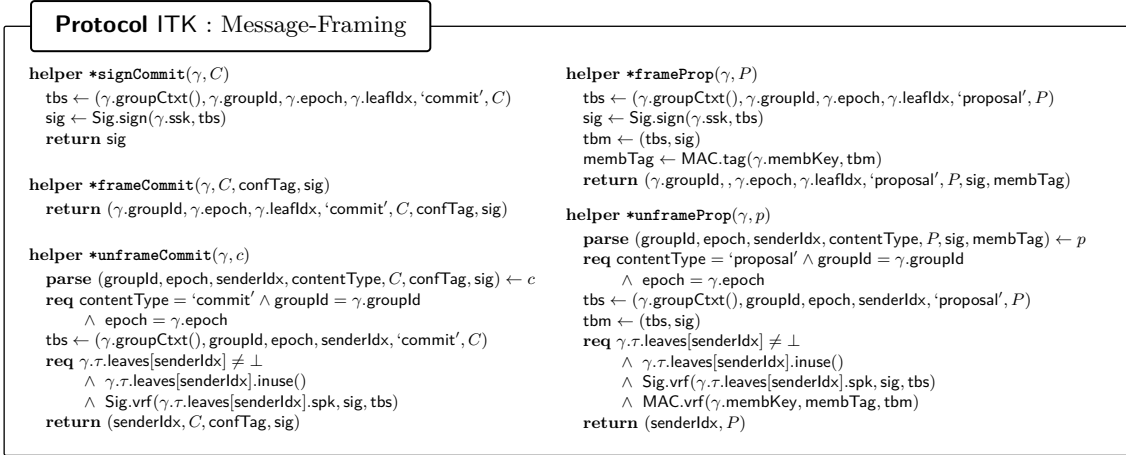 Protocol ITK : Message-Framing
helper *signCommit(γ, C)
tbs ← (γ.groupCtxt(), γ.groupId, γ.epoch, γ.leafIdx, ‘commit′, C)
sig ← Sig.sign(γ.ssk, tbs)
return sig
helper *frameCommit(γ, C, confTag, sig)
return (γ.groupId, γ.epoch, γ.leafIdx, ‘commit′, C, confTag, sig)
helper *unframeCommit(γ, c)
parse (groupId, epoch, senderIdx, contentType, C, confTag, sig) ← c
req contentType = ‘commit′ ∧ groupId = γ.groupId
∧ epoch = γ.epoch
tbs ← (γ.groupCtxt(), groupId, epoch, senderIdx, ‘commit′, C)
req γ.τ.leaves[senderIdx] ≠ ⊥
∧ γ.τ.leaves[senderIdx].inuse()
∧ Sig.vrf(γ.τ.leaves[senderIdx].spk, sig, tbs)
return (senderIdx, C, confTag, sig)
helper *frameProp(γ, P)
tbs ← (γ.groupCtxt(), γ.groupId, γ.epoch, γ.leafIdx, ‘proposal′, P)
sig ← Sig.sign(γ.ssk, tbs)
tbm ← (tbs, sig)
membTag ← MAC.tag(γ.membKey, tbm)
return (γ.groupId, , γ.epoch, γ.leafIdx, ‘proposal′, P, sig, membTag)
helper *unframeProp(γ, p)
parse (groupId, epoch, senderIdx, contentType, P, sig, membTag) ← p
req contentType = ‘proposal′ ∧ groupId = γ.groupId
∧ epoch = γ.epoch
tbs ← (γ.groupCtxt(), groupId, epoch, senderIdx, ‘proposal′, P)
tbm ← (tbs, sig)
req γ.τ.leaves[senderIdx] ≠ ⊥
∧ γ.τ.leaves[senderIdx].inuse()
∧ Sig.vrf(γ.τ.leaves[senderIdx].spk, sig, tbs)
∧ MAC.vrf(γ.membKey, membTag, tbm)
return (senderIdx, P)